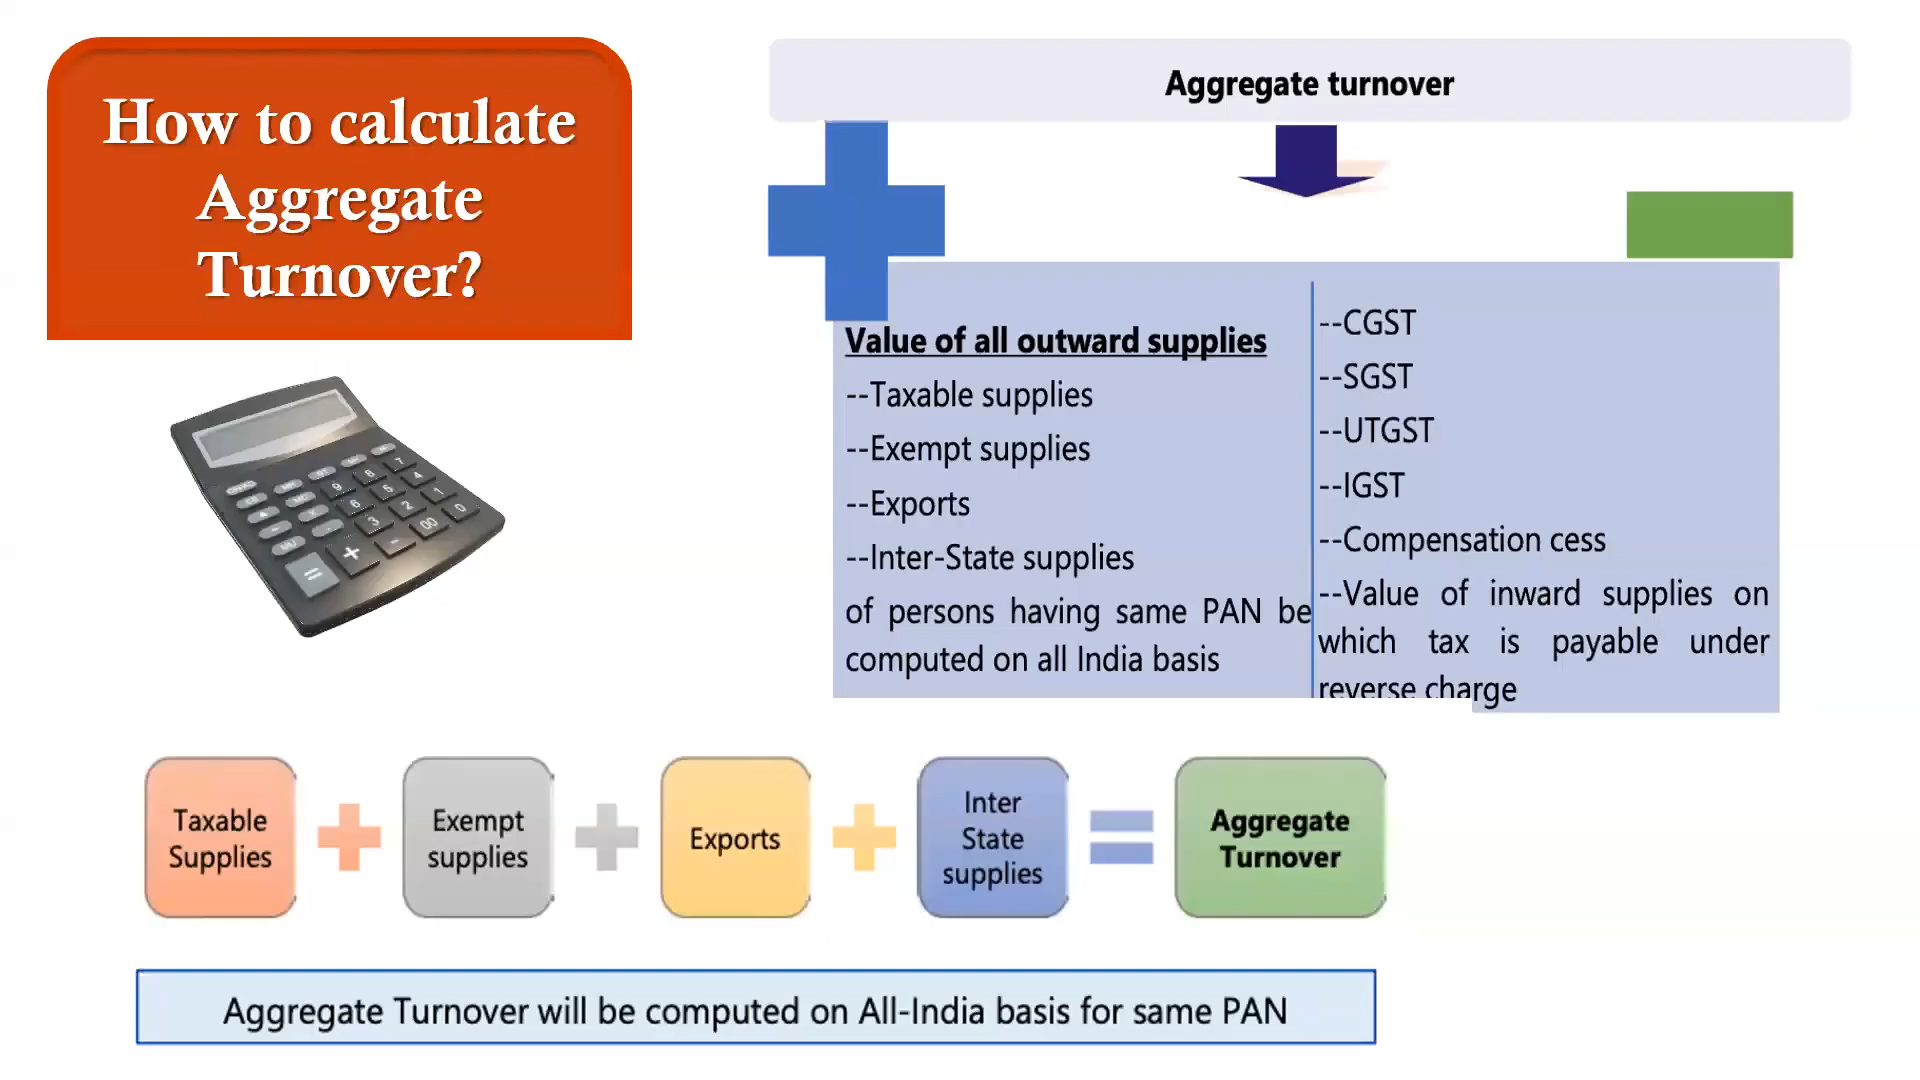 How to calculate
Aggregate
Turnover?
Aggregate turnover
Value of all outward supplies
--Taxable supplies
--Exempt supplies
--Exports
--Inter-State supplies
of persons having same PAN be
computed on all India basis
--CGST
--SGST
--UTGST
--IGST
--Compensation cess
--Value of inward supplies on
which tax is payable under
reverse charge
Taxable
Supplies
Exempt
supplies
Exports
Inter
State
supplies
Aggregate
Turnover
Aggregate Turnover will be computed on All-India basis for same PAN